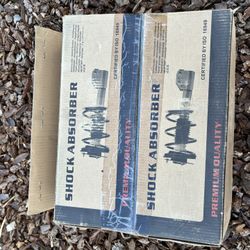 SHOCK ABSORBER
PREMIUM QUALITY
CERTIFIED BY ISO 16949
SHOCK ABSORBER
PREMIUM QUALITY
CERTIFIED BY ISO 16949